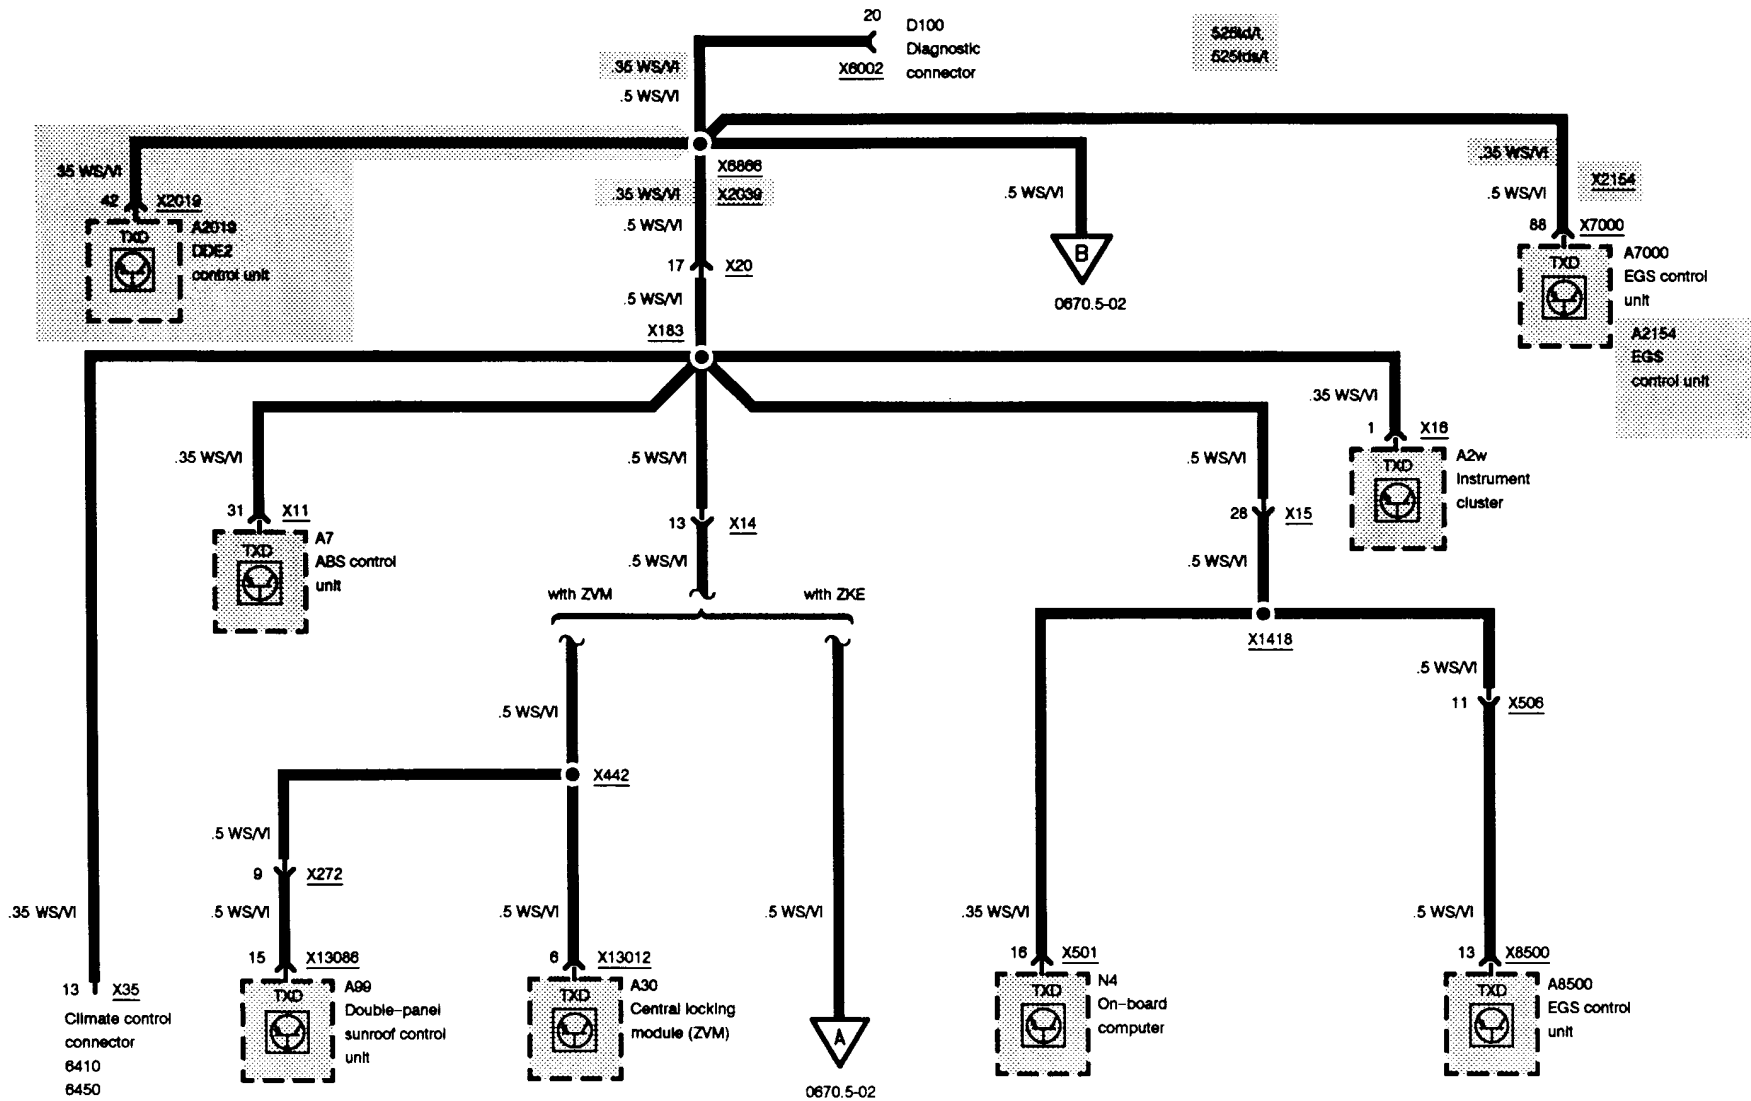 20
D100
Diagnostic
connector
X6002
525td/t,
525tds/t
.35 WS/VI
.5 WS/VI
.35 WS/VI
42
X2019
A2019
DDE2
control unit
TXD
X6866
.35 WS/VI
X2039
.5 WS/VI
17
X20
.5 WS/VI
X183
.5 WS/VI
B
0670.5-02
.35 WS/VI
X2154
.5 WS/VI
88
X7000
TXD
A7000
EGS control
unit
A2154
EGS
control unit
.35 WS/VI
1
X16
TXD
A2w
Instrument
cluster
.35 WS/VI
31
X11
TXD
A7
ABS control
unit
.5 WS/VI
13
X14
.5 WS/VI
with ZVM
with ZKE
.5 WS/VI
28
X15
.5 WS/VI
X1418
.5 WS/VI
11
X506
.5 WS/VI
X442
.5 WS/VI
9
X272
.35 WS/VI
.5 WS/VI
.5 WS/VI
.5 WS/VI
.35 WS/VI
.5 WS/VI
13
X35
Climate control
connector
6410
6450
15
X13086
TXD
A99
Double-panel
sunroof control
unit
6
X13012
TXD
A30
Central locking
module (ZVM)
A
0670.5-02
16
X501
TXD
N4
On-board
computer
13
X8500
TXD
A8500
EGS control
unit